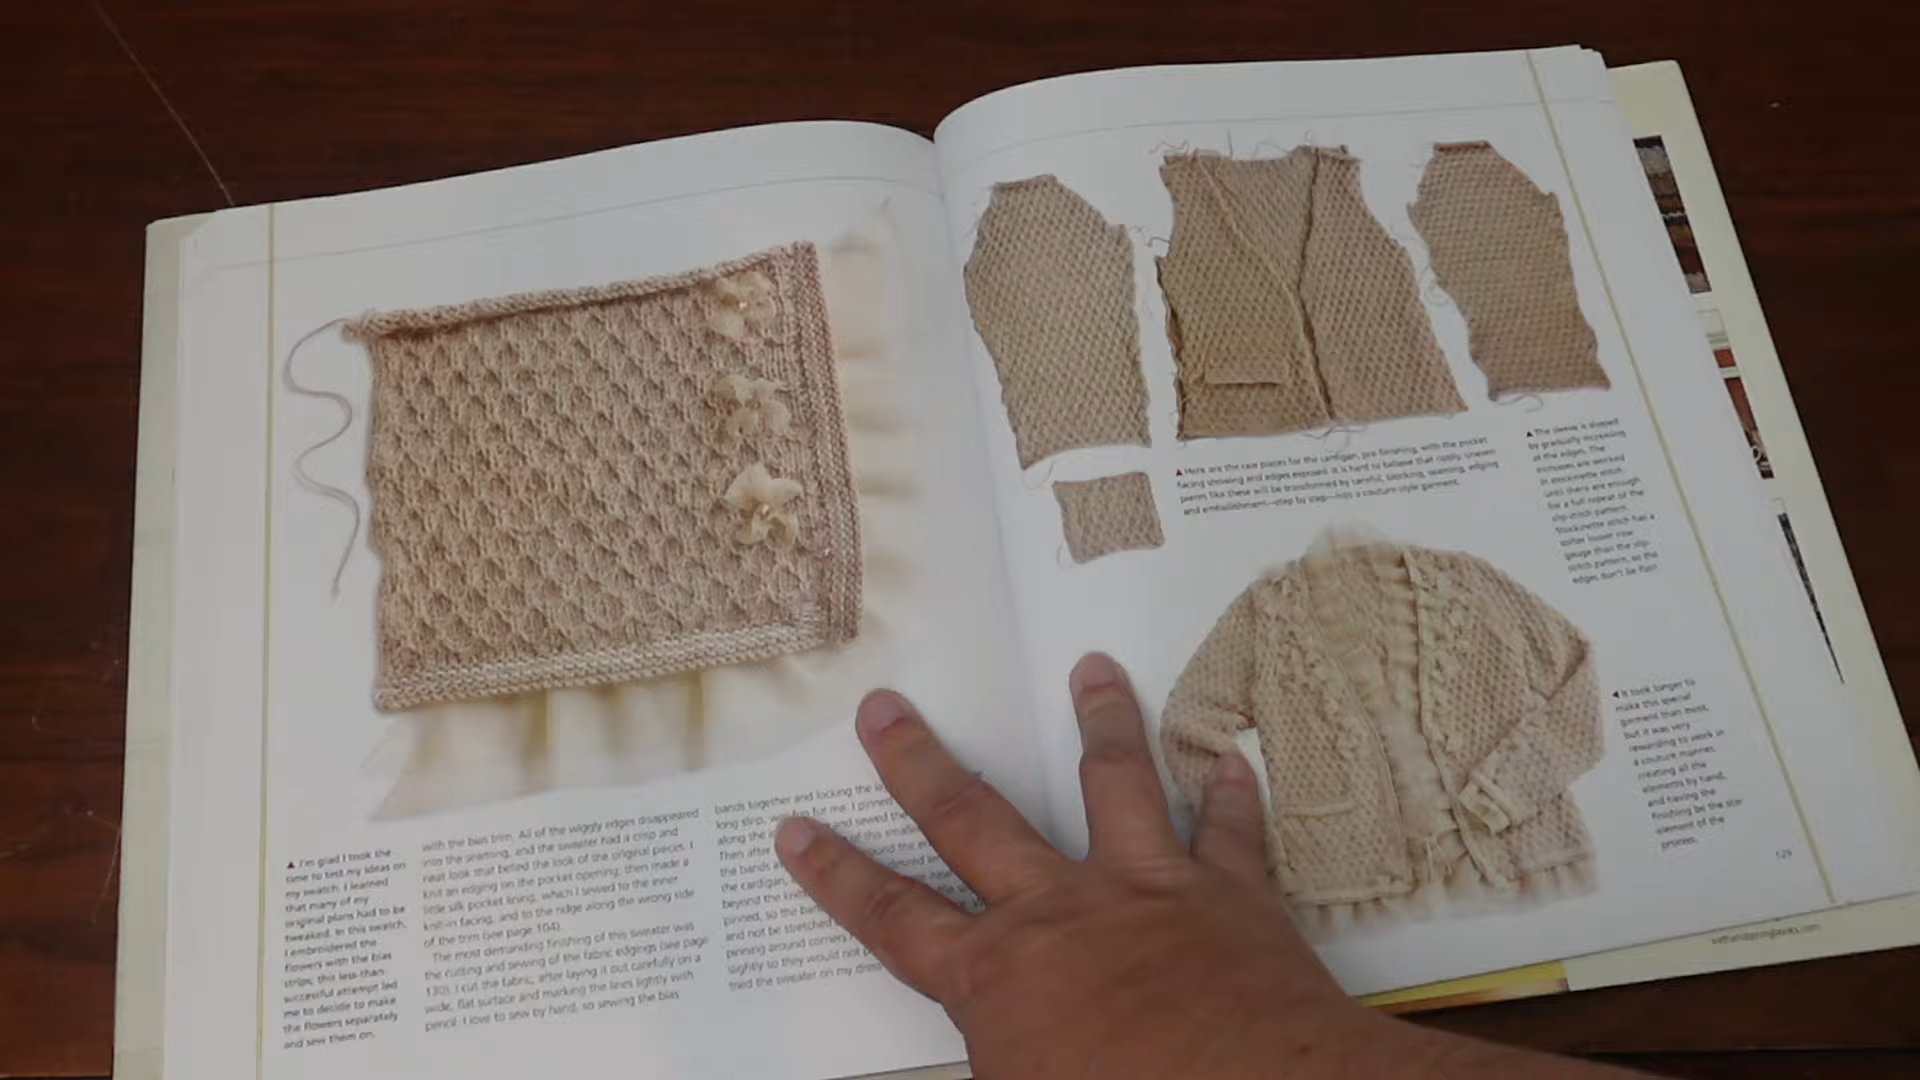 ▲ I'm glad I took the
time to test my ideas on
my swatch. I learned
that many of my
original plans had to be
tweaked. In this swatch,
I embroidered the
flowers with the bias
strips; this less-than-
successful attempt led
me to decide to make
the flowers separately
and sew them on.
with the bias trim. All of the wiggly edges disappeared
into the seaming, and the sweater had a crisp and
neat look that belied the look of the original pieces. I
knit an edging on the pocket opening, then made a
little silk pocket lining, which I sewed to the inner
knit-in facing, and to the ridge along the wrong side
of the trim (see page 104).
The most demanding finishing of this sweater was
the cutting and sewing of the fabric edgings (see page
130). I cut the fabric, after laying it out carefully on a
wide, flat surface and marking the lines lightly with
pencil. I love to sew by hand, so sewing the bias
bands together and locking the
long strip, was fun for me. I pinned
along the and sewed the
Then after of this smaller
the bands around the
the cardigan, desired
beyond the
pinned, so the
and not be stretched
pinning around corners
slightly so they would not
tried the sweater on my dress
▲ Here are the raw pieces for the cardigan, pre-finishing, with the pocket
facing showing and edges exposed. It is hard to believe that ripply, uneven
pieces like these will be transformed by careful, blocking, seaming, edging
and embellishment—step by step—into a couture-style garment.
▲ The sleeve is shaped
by gradually increasing
at the edges. The
increases are worked
in stockinette stitch
until there are enough
for a full repeat of the
slip-stitch pattern.
Stockinette stitch has a
softer lower row
gauge than the slip-
stitch pattern, so the
edges don't lie flat!
◀ It took longer to
make this special
garment than most,
but it was very
rewarding to work in
a couture manner,
creating all the
elements by hand,
and having the
finishing be the star
element of the
process.
129